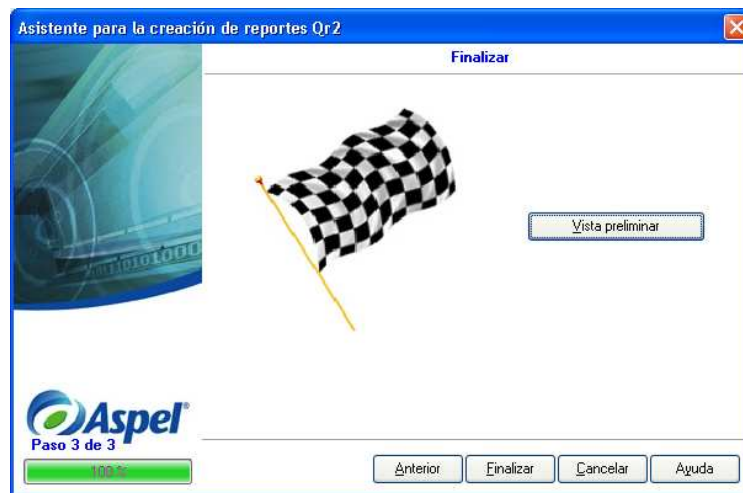 Asistente para la creación de reportes Qr2
Finalizar
Vista preliminar
1010101000
Aspel®
Paso 3 de 3
100 %
Anterior Finalizar Cancelar Ayuda